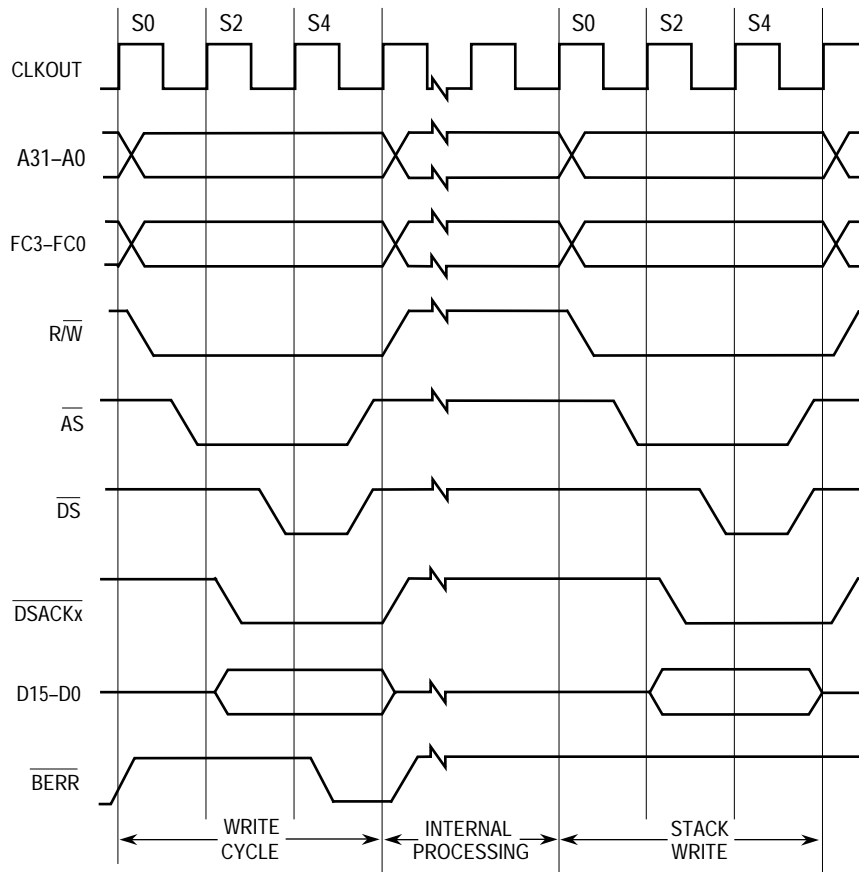 S0 S2 S4 S0 S2 S4
CLKOUT
A31–A0
FC3–FC0
R/W
AS
DS
DSACKx
D15–D0
BERR
WRITE CYCLE
INTERNAL PROCESSING
STACK WRITE